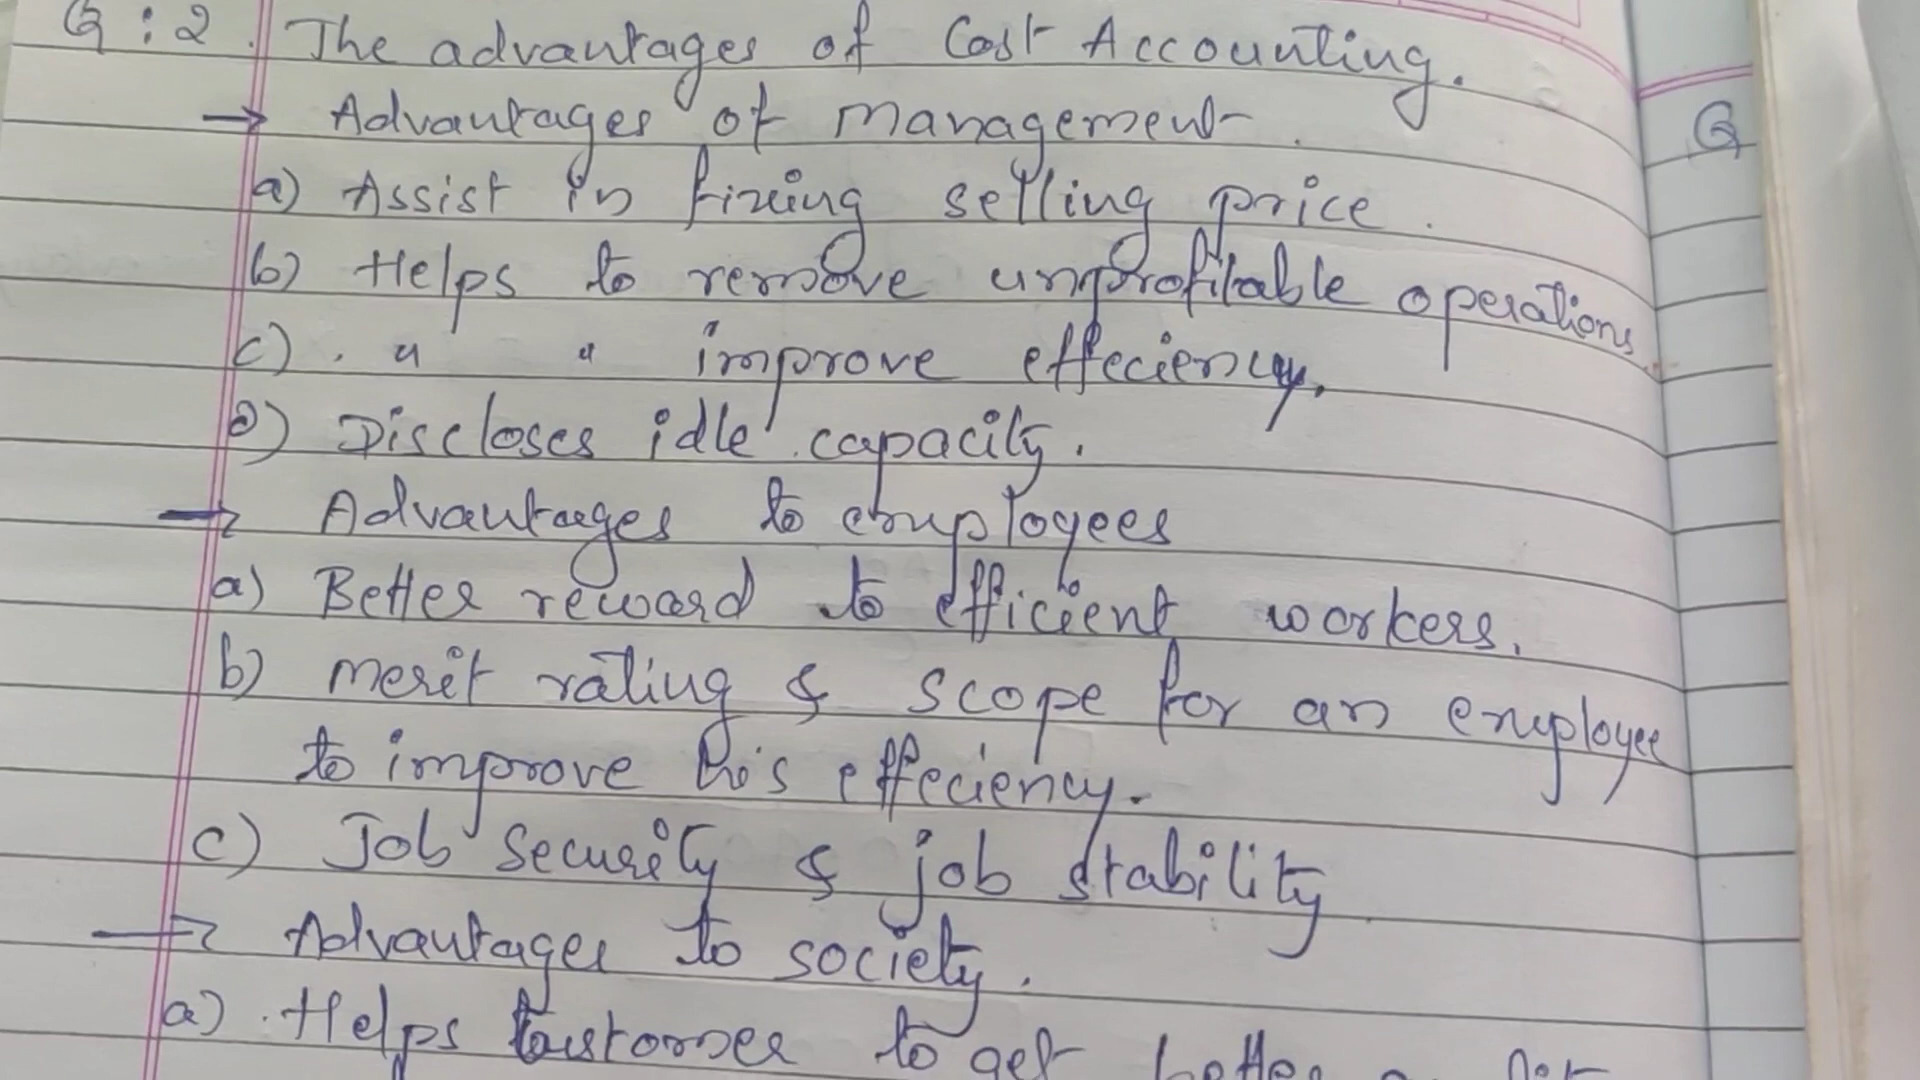 Q:2. The advantages of Cost Accounting.
→ Advantages of management.
a) Assist in fixing selling price.
b) Helps to remove unprofitable operations.
c) . " " improve effeciency.
d) Discloses idle capacity.
→ Advantages to employees
a) Better reward to efficient workers.
b) merit rating & scope for an employee
to improve his effeciency.
c) Job security & job stability
→ Advantages to society.
a). Helps customer to get better
Q